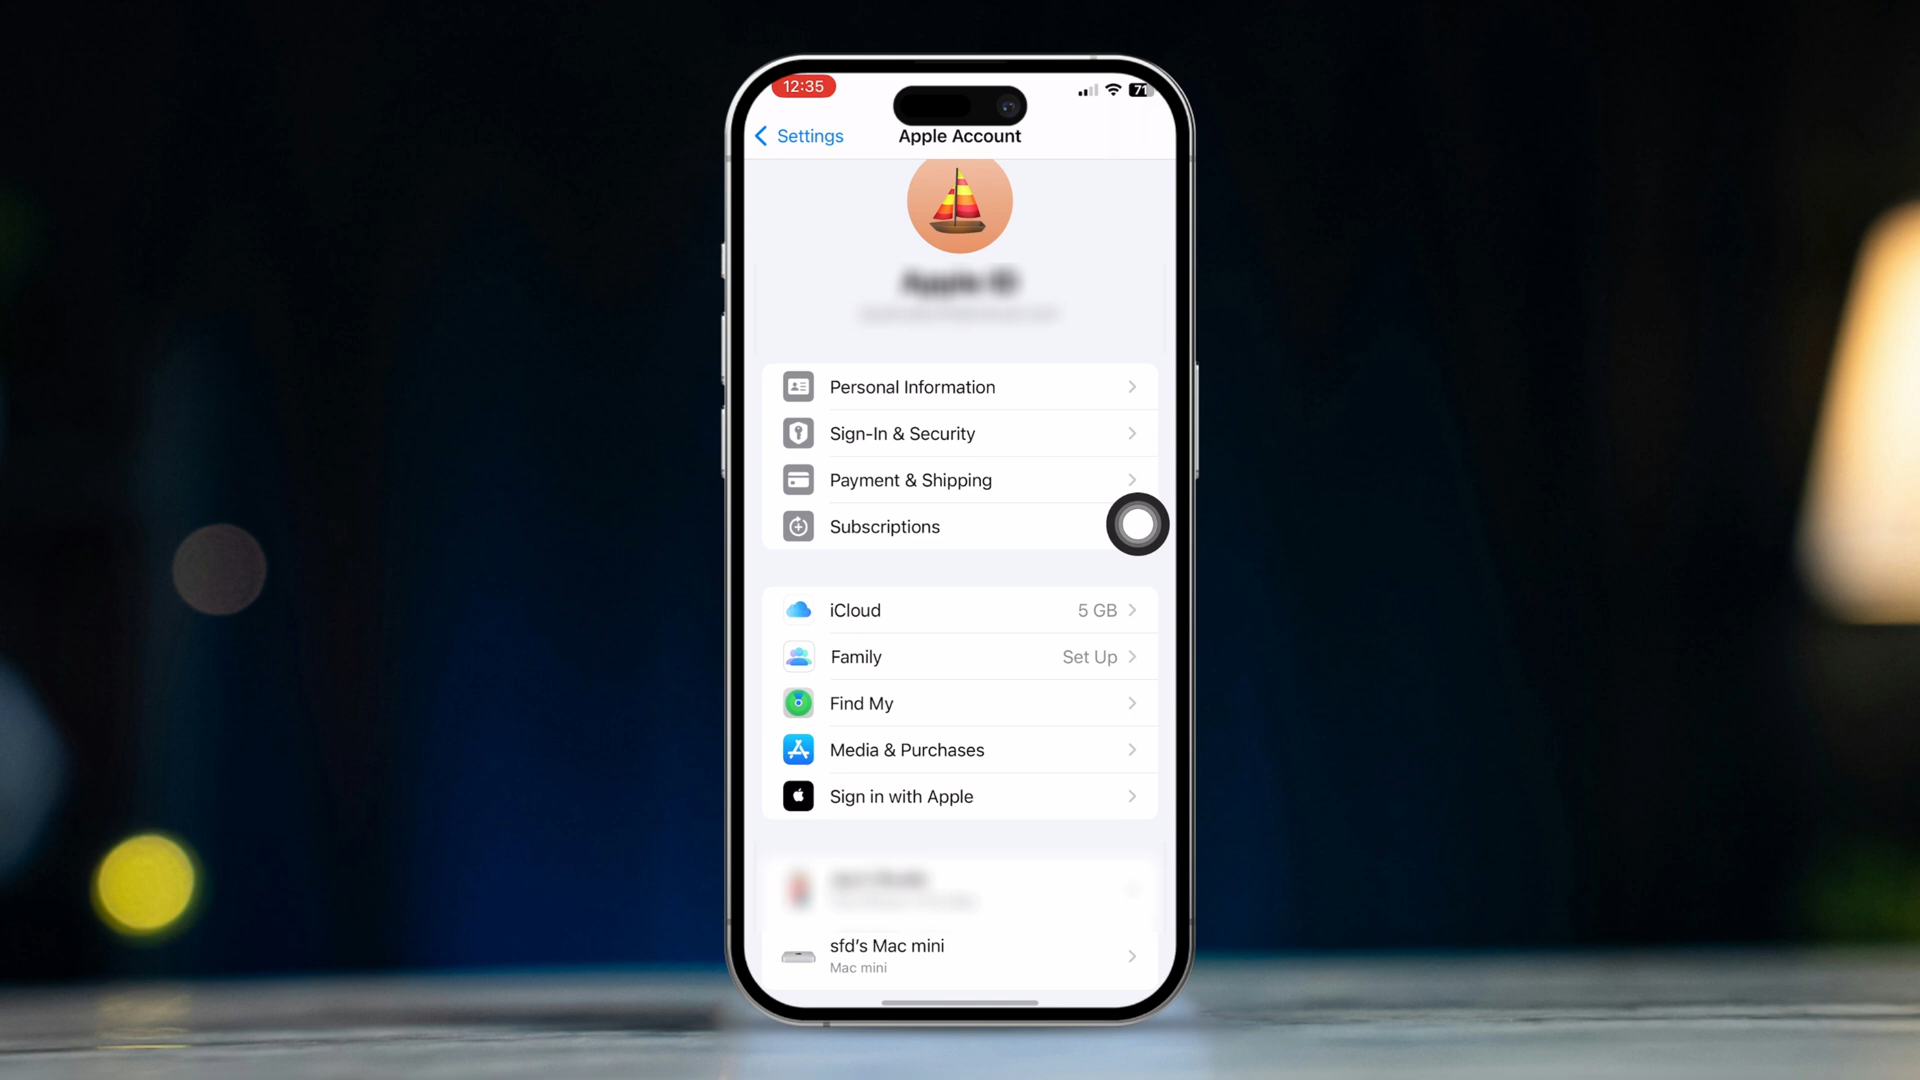 12:35
71
Settings
Apple Account
Personal Information
Sign-In & Security
Payment & Shipping
Subscriptions
iCloud
5 GB
Family
Set Up
Find My
Media & Purchases
Sign in with Apple
sfd's Mac mini
Mac mini